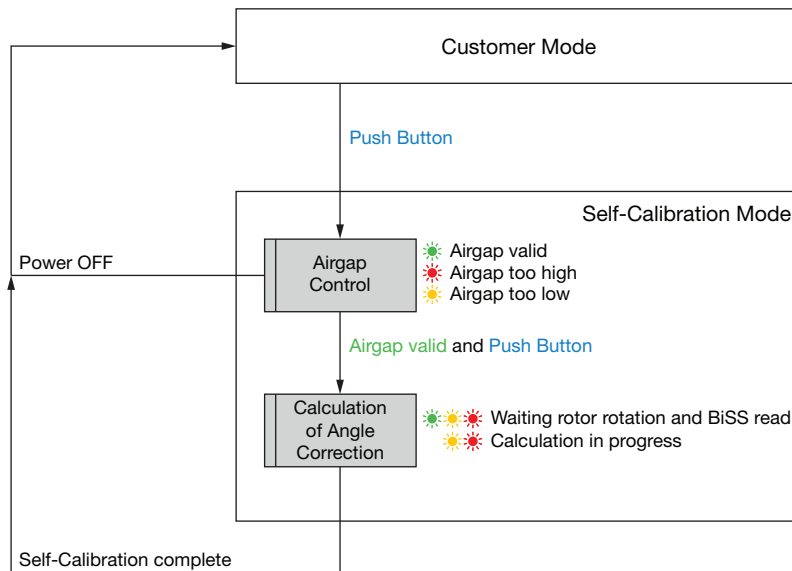 Customer Mode
Push Button
Self-Calibration Mode
Power OFF
Airgap
Control
Airgap valid
Airgap too high
Airgap too low
Airgap valid and Push Button
Calculation
of Angle
Correction
Waiting rotor rotation and BiSS read
Calculation in progress
Self-Calibration complete